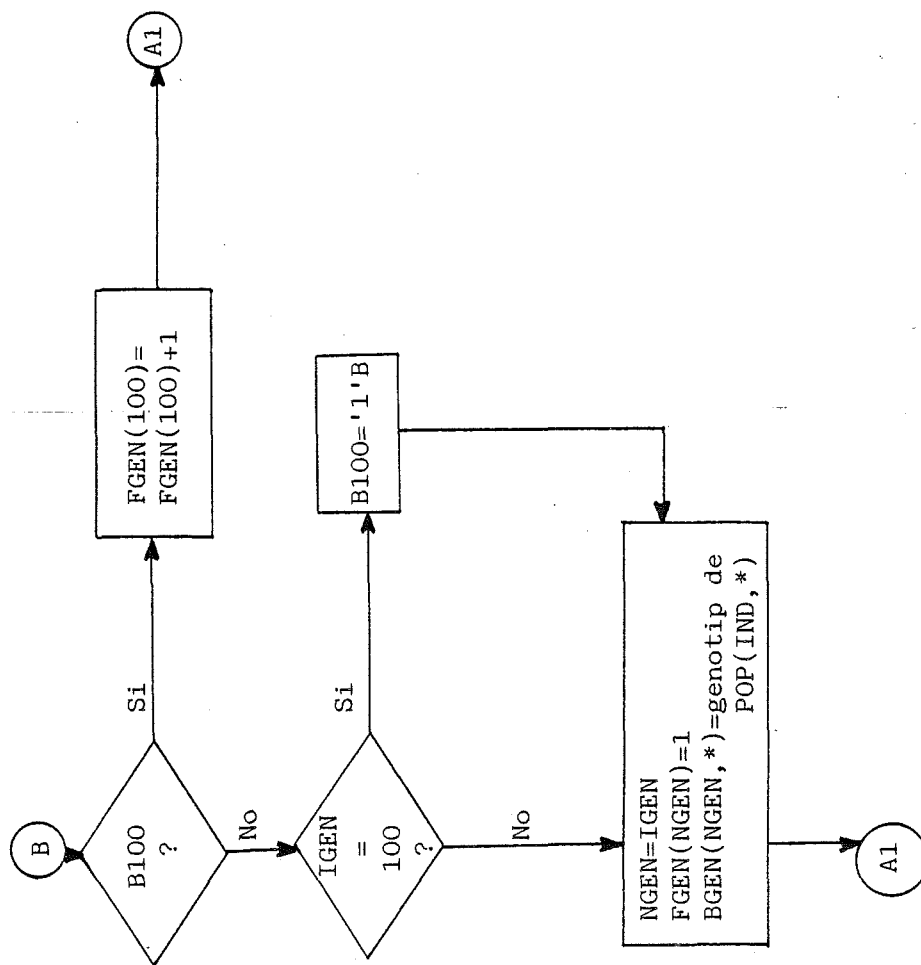 B
B100
?
Si
FGEN(100)=
FGEN(100)+1
A1
No
IGEN
=
100
?
Si
B100='1'B
No
NGEN=IGEN
FGEN(NGEN)=1
BGEN(NGEN,*)=genotip de
POP(IND,*)
A1